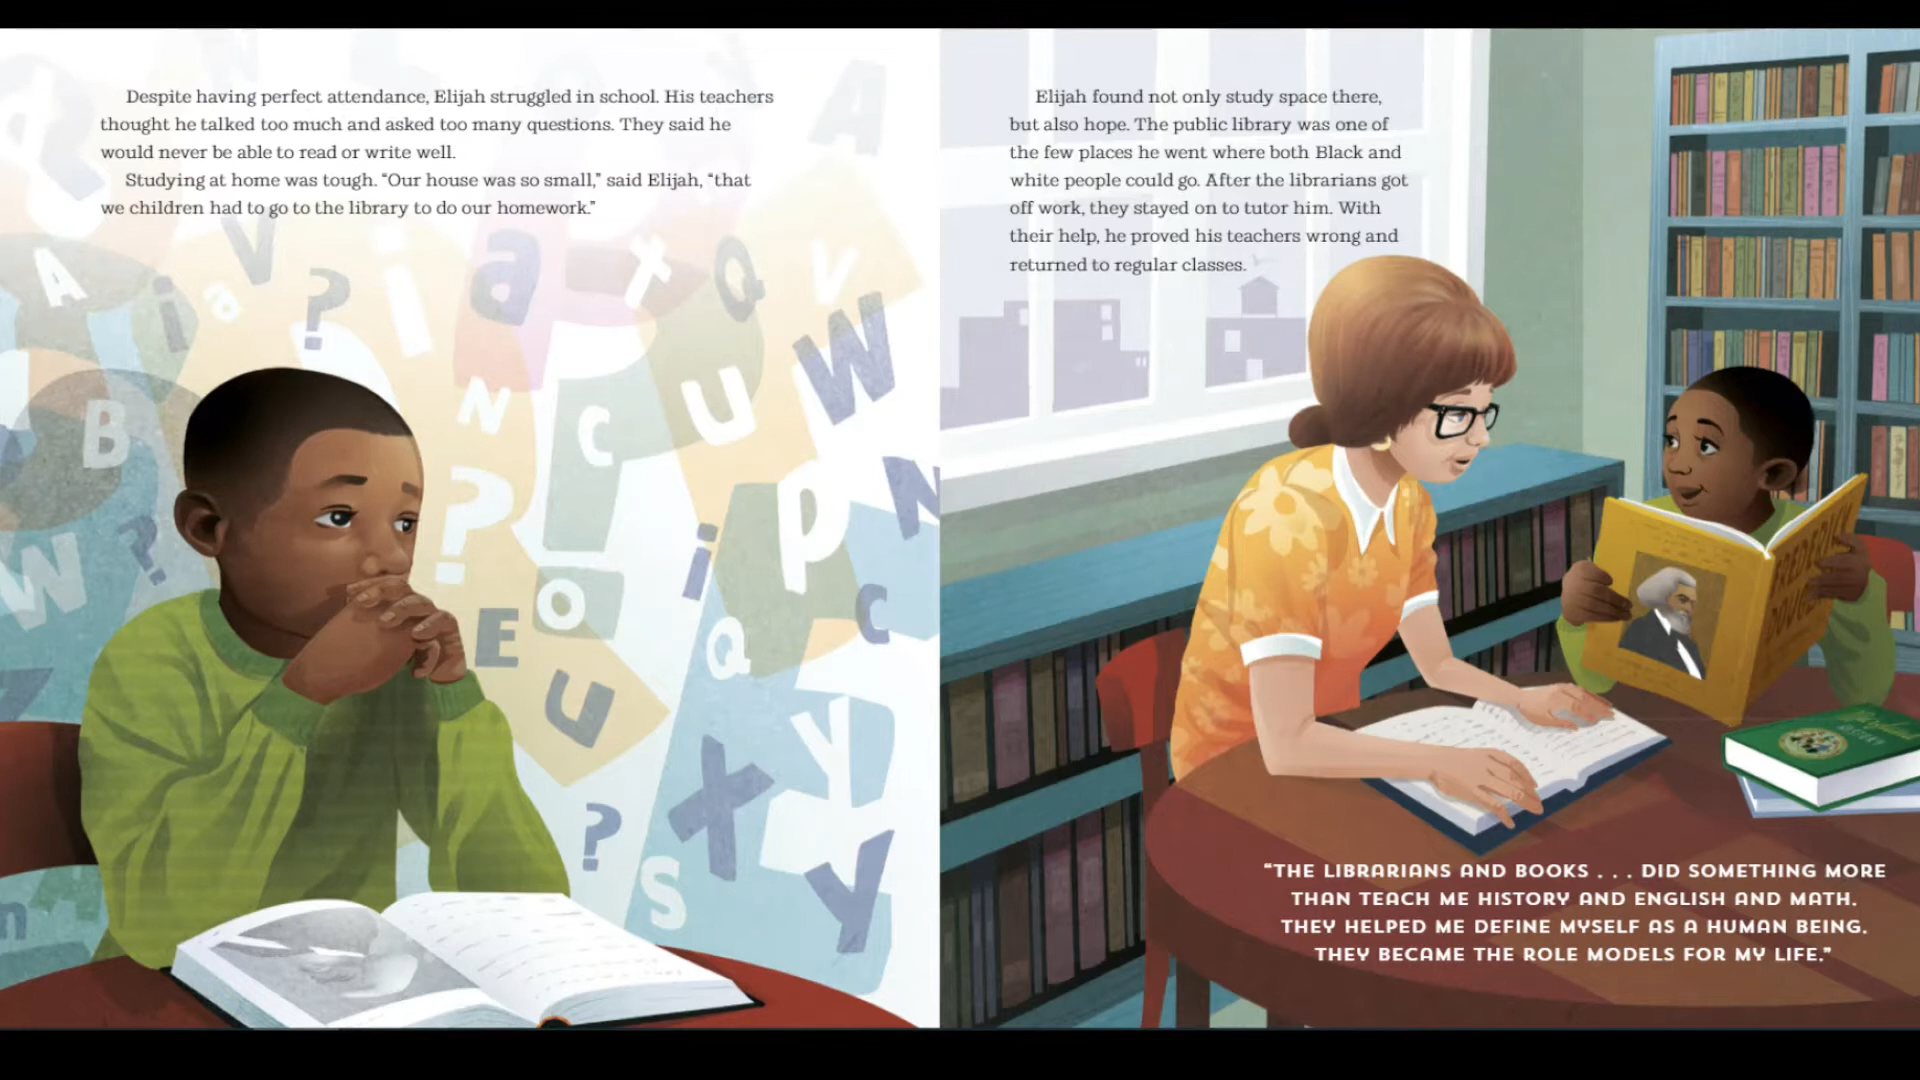 Despite having perfect attendance, Elijah struggled in school. His teachers
thought he talked too much and asked too many questions. They said he
would never be able to read or write well.
Studying at home was tough. “Our house was so small,” said Elijah, “that
we children had to go to the library to do our homework.”
Elijah found not only study space there,
but also hope. The public library was one of
the few places he went where both Black and
white people could go. After the librarians got
off work, they stayed on to tutor him. With
their help, he proved his teachers wrong and
returned to regular classes.
“THE LIBRARIANS AND BOOKS . . . DID SOMETHING MORE
THAN TEACH ME HISTORY AND ENGLISH AND MATH.
THEY HELPED ME DEFINE MYSELF AS A HUMAN BEING.
THEY BECAME THE ROLE MODELS FOR MY LIFE.”
HISTORY